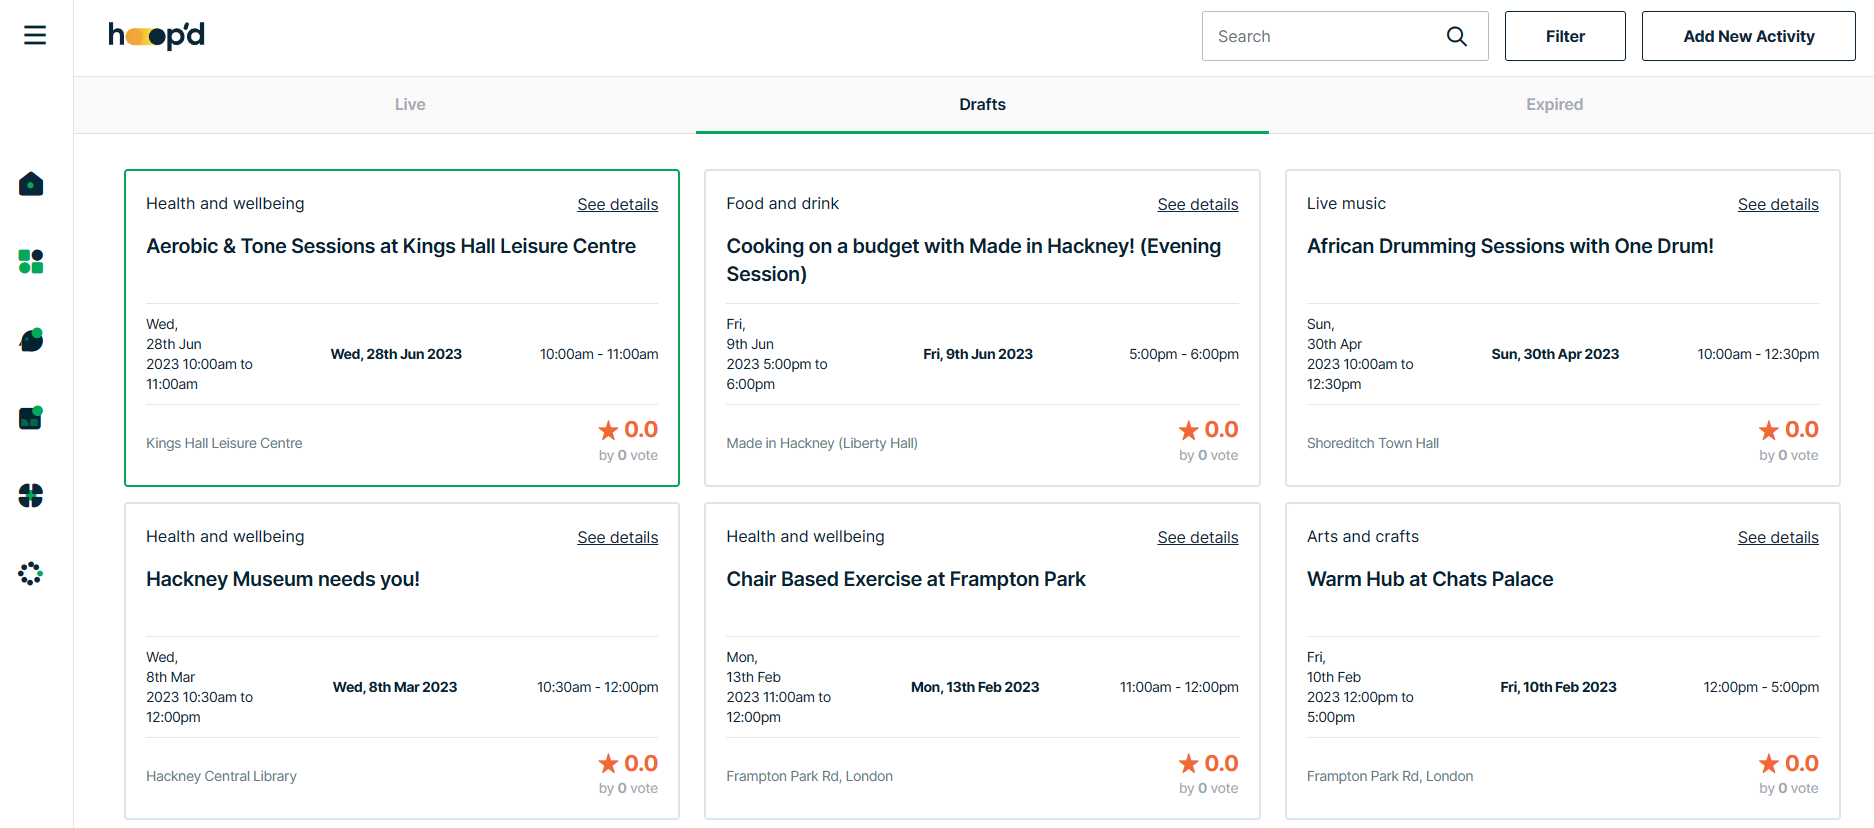 hooop'd
Search
Filter
Add New Activity
Live
Drafts
Expired
Health and wellbeing
See details
Aerobic & Tone Sessions at Kings Hall Leisure Centre
Wed,
28th Jun
2023 10:00am to
11:00am
Wed, 28th Jun 2023
10:00am - 11:00am
Kings Hall Leisure Centre
0.0
by 0 vote
Food and drink
See details
Cooking on a budget with Made in Hackney! (Evening
Session)
Fri,
9th Jun
2023 5:00pm to
6:00pm
Fri, 9th Jun 2023
5:00pm - 6:00pm
Made in Hackney (Liberty Hall)
0.0
by 0 vote
Live music
See details
African Drumming Sessions with One Drum!
Sun,
30th Apr
2023 10:00am to
12:30pm
Sun, 30th Apr 2023
10:00am - 12:30pm
Shoreditch Town Hall
0.0
by 0 vote
Health and wellbeing
See details
Hackney Museum needs you!
Wed,
8th Mar
2023 10:30am to
12:00pm
Wed, 8th Mar 2023
10:30am - 12:00pm
Hackney Central Library
0.0
by 0 vote
Health and wellbeing
See details
Chair Based Exercise at Frampton Park
Mon,
13th Feb
2023 11:00am to
12:00pm
Mon, 13th Feb 2023
11:00am - 12:00pm
Frampton Park Rd, London
0.0
by 0 vote
Arts and crafts
See details
Warm Hub at Chats Palace
Fri,
10th Feb
2023 12:00pm to
5:00pm
Fri, 10th Feb 2023
12:00pm - 5:00pm
Frampton Park Rd, London
0.0
by 0 vote